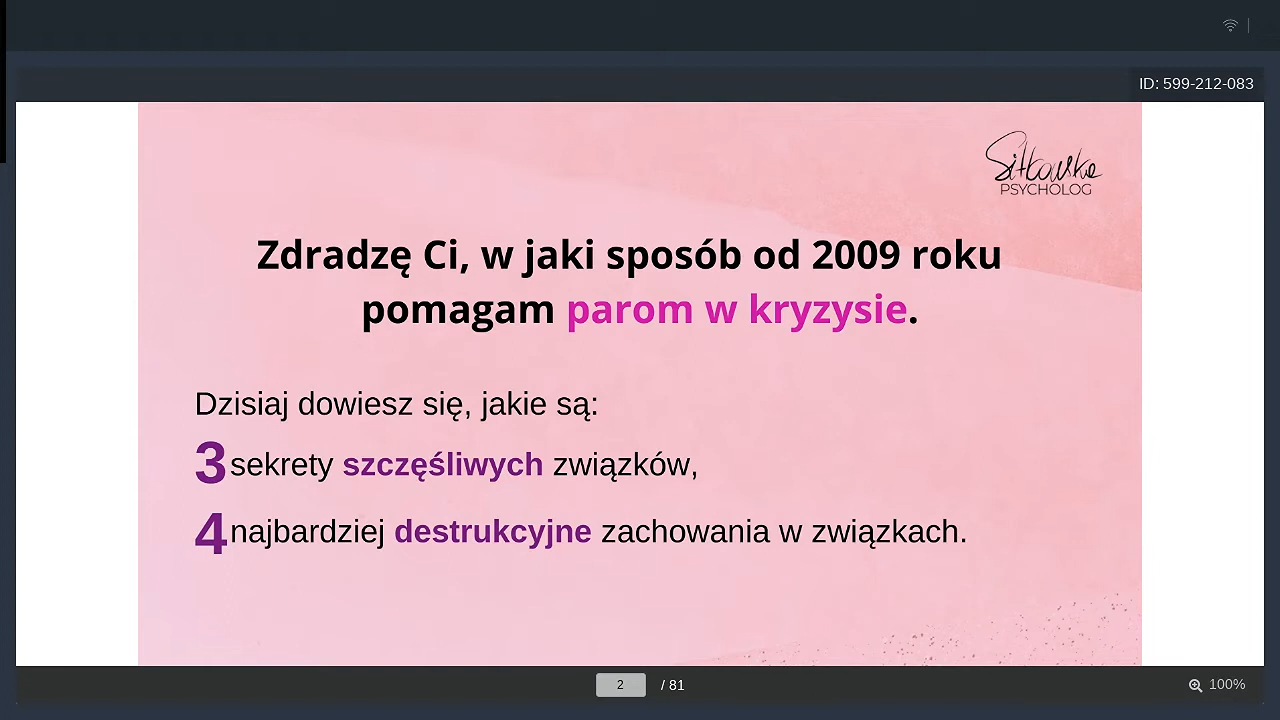 ID: 599-212-083
Siłowska
PSYCHOLOG
Zdradzę Ci, w jaki sposób od 2009 roku
pomagam parom w kryzysie.
Dzisiaj dowiesz się, jakie są:
3 sekrety szczęśliwych związków,
4 najbardziej destrukcyjne zachowania w związkach.
2 / 81
100%